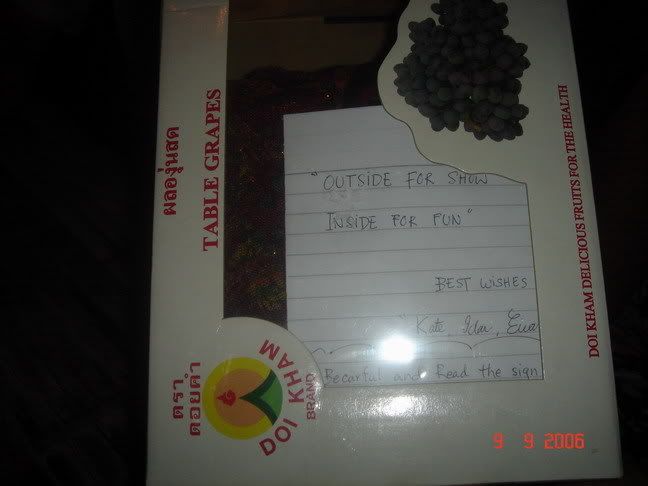 ผลองุ่นสด
TABLE GRAPES
"OUTSIDE FOR SHOW
INSIDE FOR FUN"
BEST WISHES
"Kate,
Becarful and Read the sign
ตรา
ดอยคำ
DOI KHAM
BRAND
DOI KHAM DELICIOUS FRUITS FOR THE HEALTH
9 9 2006